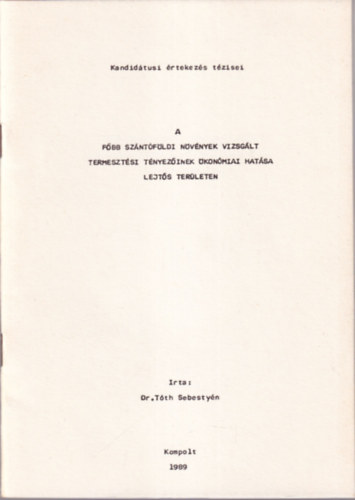 Kandidátusi értekezés tézisei
A
FŐBB SZÁNTÓFÖLDI NÖVÉNYEK VIZSGÁLT
TERMESZTÉSI TÉNYEZŐINEK ÖKONÓMIAI HATÁSA
LEJTŐS TERÜLETEN
Irta:
Dr.Tóth Sebestyén
Kompolt
1989